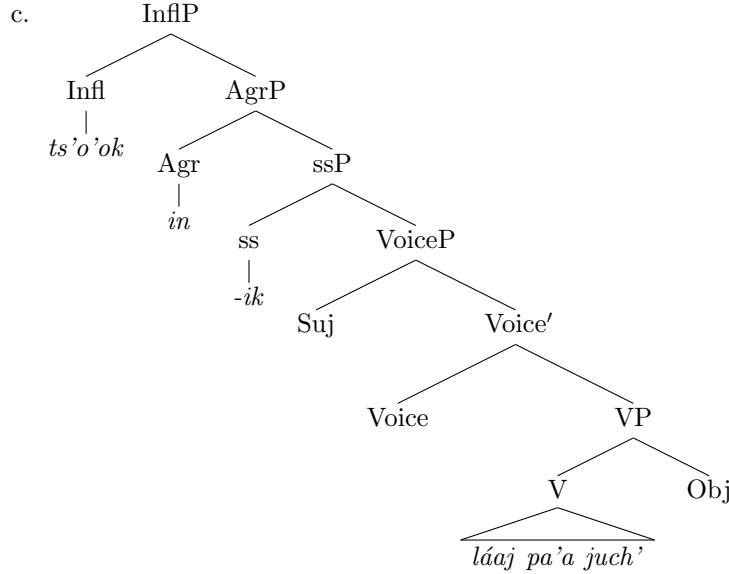 c.
InflP
Infl AgrP
ts’o’ok
Agr ssP
in
ss VoiceP
-ik
Suj Voice′
Voice VP
V Obj
láaj pa’a juch’